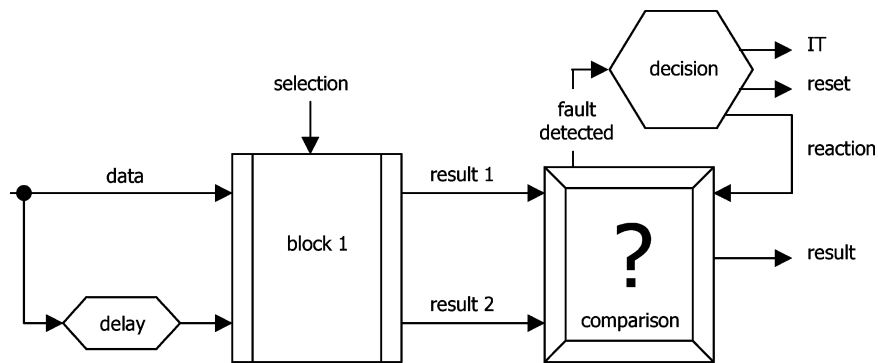 IT
decision
reset
selection
fault
detected
reaction
data
result 1
block 1
?
result
result 2
delay
comparison